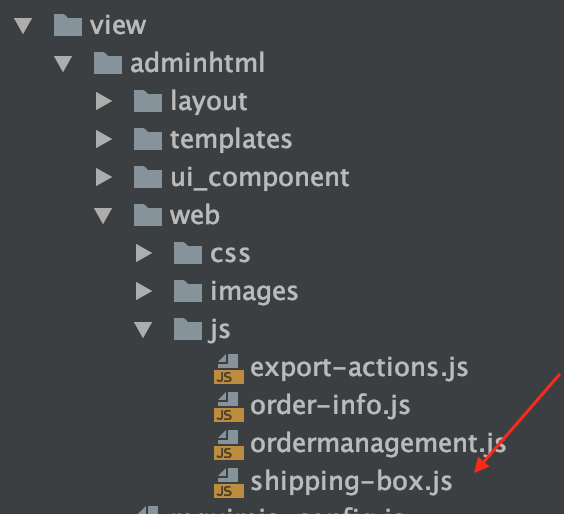 view
adminhtml
layout
templates
ui_component
web
css
images
js
JS export-actions.js
JS order-info.js
JS ordermanagement.js
JS shipping-box.js